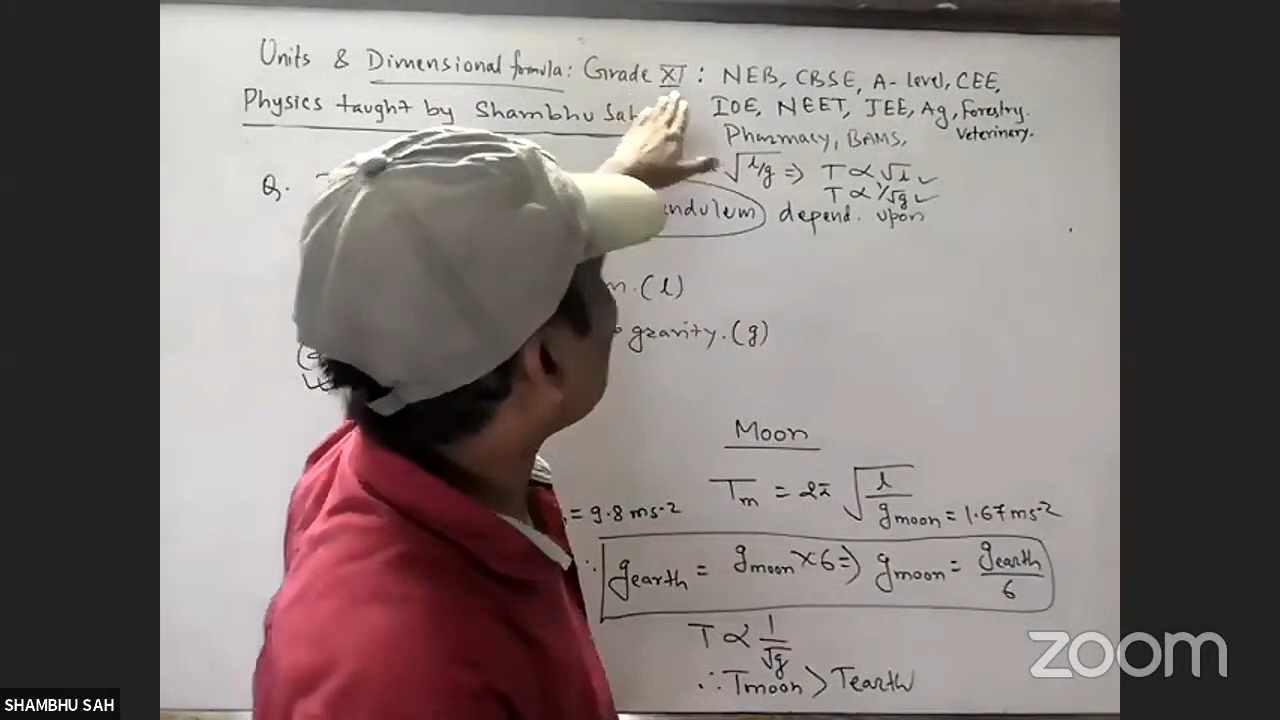 Units & Dimensional formula: Grade XI : NEB, CBSE, A-level, CEE,
Physics taught by Shambhu Sah IOE, NEET, JEE, Ag, Forestry.
Pharmacy, BAMS, Veterinary.
√l/g => T ∝ √l ✓
T ∝ 1/√g ✓
Q. endulum depend. upon
m. (l)
gravity. (g)
Moon
Tm = 2π √l/gmoon = 1.67 ms-2
= 9.8 ms-2
∴ gearth = gmoon × 6 => gmoon = gearth/6
T ∝ 1/√g
∴ Tmoon > Tearth
zoom
SHAMBHU SAH